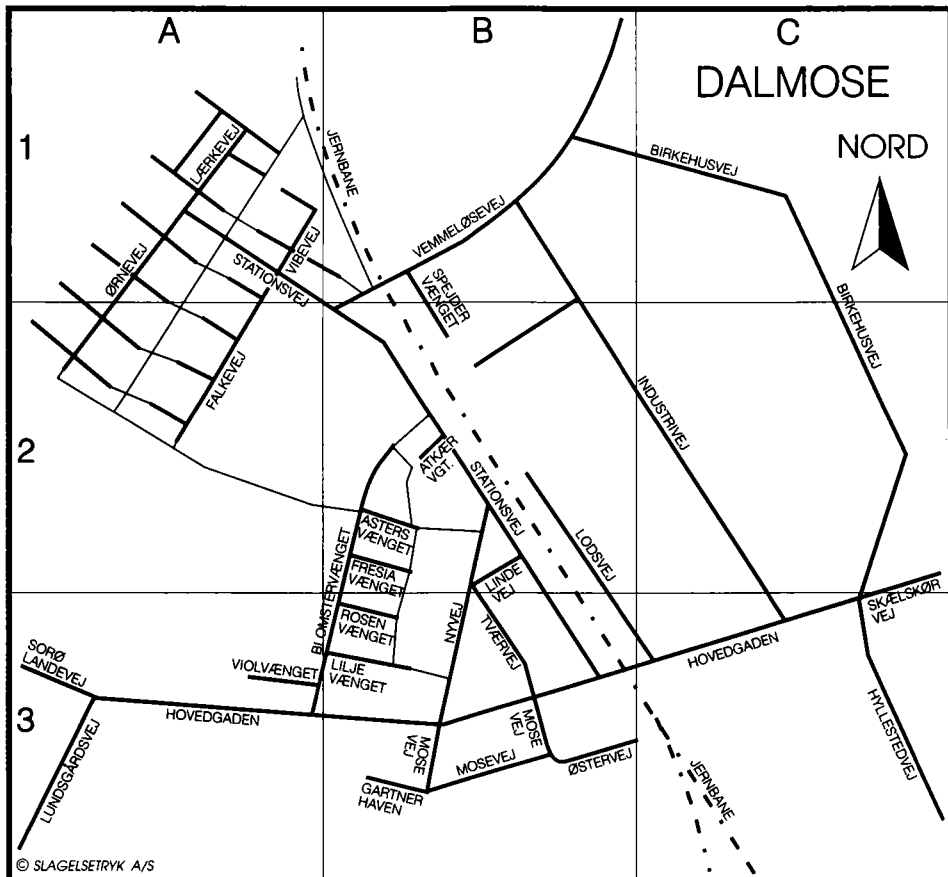 A
B
C
DALMOSE
NORD
1
2
3
LÆRKEVEJ
JERNBANE
BIRKEHUSVEJ
VEMMELØSEVEJ
VIBEVEJ
ØRNEVEJ
STATIONSVEJ
SPEJDER
VÆNGET
BIRKEHUSVEJ
FALKEVEJ
INDUSTRIVEJ
ATKÆR
VGT.
STATIONSVEJ
LODSVEJ
ASTERS
VÆNGET
FRESIA
VÆNGET
BLOMSTERVÆNGET
ROSEN
VÆNGET
LILJE
VÆNGET
VIOLVÆNGET
NYVEJ
LINDE
VEJ
TVÆRVEJ
SKÆLSKØR
VEJ
HOVEDGADEN
SORØ
LANDEVEJ
HOVEDGADEN
LUNDSGÅRDSVEJ
MOSE
VEJ
MOSEVEJ
MOSE
VEJ
ØSTERVEJ
GARTNER
HAVEN
HYLLESTEDVEJ
JERNBANE
© SLAGELSETRYK A/S